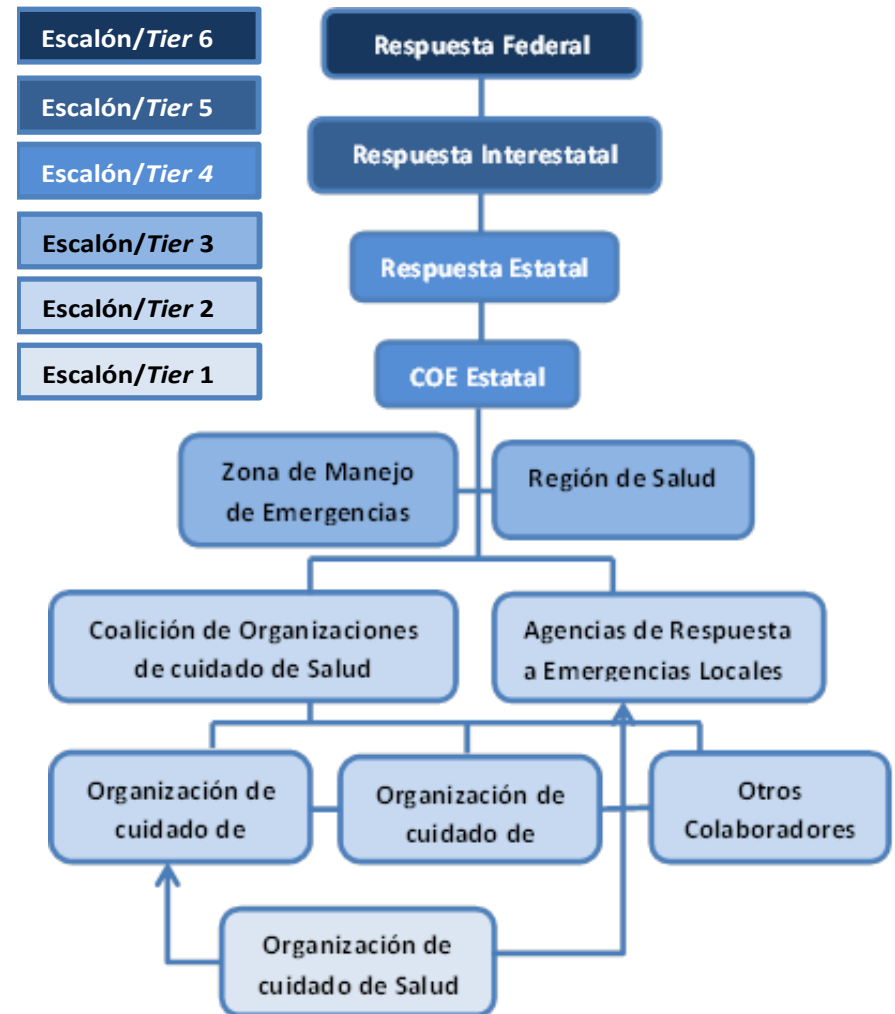 Escalón/Tier 6
Escalón/Tier 5
Escalón/Tier 4
Escalón/Tier 3
Escalón/Tier 2
Escalón/Tier 1
Respuesta Federal
Respuesta Interestatal
Respuesta Estatal
COE Estatal
Zona de Manejo
de Emergencias
Región de Salud
Coalición de Organizaciones
de cuidado de Salud
Agencias de Respuesta
a Emergencias Locales
Organización de
cuidado de
Organización de
cuidado de
Otros
Colaboradores
Organización de
cuidado de Salud